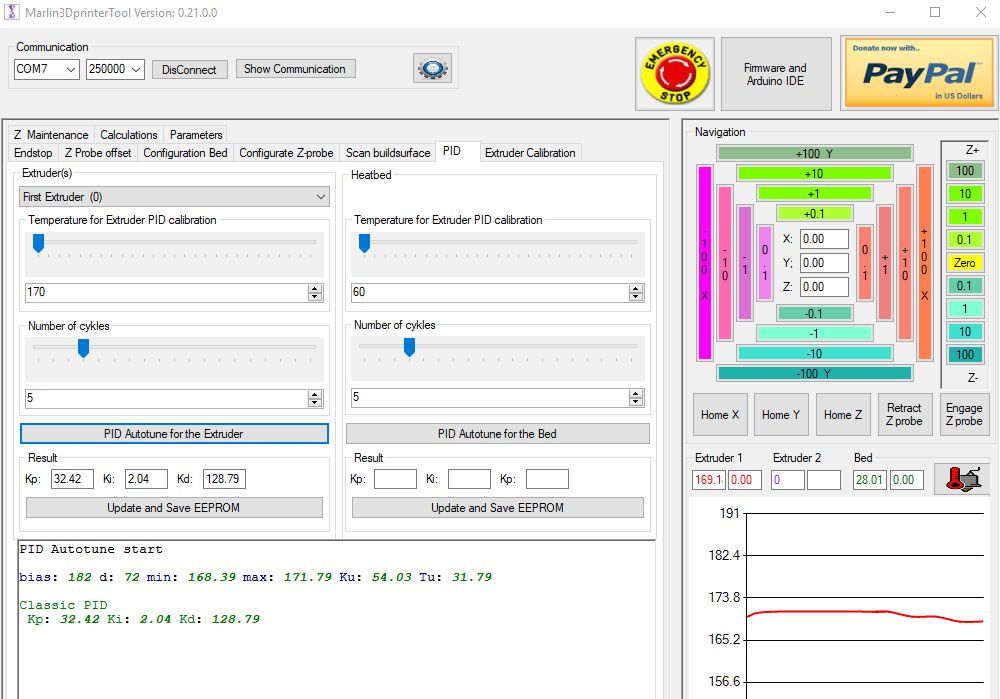 Marlin3DprinterTool Version: 0.21.0.0
Communication
COM7 250000 DisConnect Show Communication
EMERGENCY STOP
Firmware and Arduino IDE
Donate now with..
PayPal
in US Dollars
Z Maintenance Calculations Parameters
Endstop Z Probe offset Configuration Bed Configurate Z-probe Scan buildsurface PID Extruder Calibration
Extruder(s)
First Extruder (0)
Temperature for Extruder PID calibration
170
Number of cykles
5
PID Autotune for the Extruder
Result
Kp: 32.42 Ki: 2.04 Kd: 128.79
Update and Save EEPROM
Heatbed
Temperature for Extruder PID calibration
60
Number of cykles
5
PID Autotune for the Bed
Result
Kp: Ki: Kp:
Update and Save EEPROM
PID Autotune start
bias: 182 d: 72 min: 168.39 max: 171.79 Ku: 54.03 Tu: 31.79
Classic PID
Kp: 32.42 Ki: 2.04 Kd: 128.79
Navigation
+100 Y
+10
+1
+0.1
-100 X
-10
-1
0.1
X: 0.00
Y; 0.00
Z: 0.00
0.1
+1
+10
+100 X
-0.1
-1
-10
-100 Y
Z+
100
10
1
0.1
Zero
0.1
1
10
100
Z-
Home X Home Y Home Z Retract Z probe Engage Z probe
Extruder 1 Extruder 2 Bed
169.1 0.00 0 28.01 0.00
191
182.4
173.8
165.2
156.6